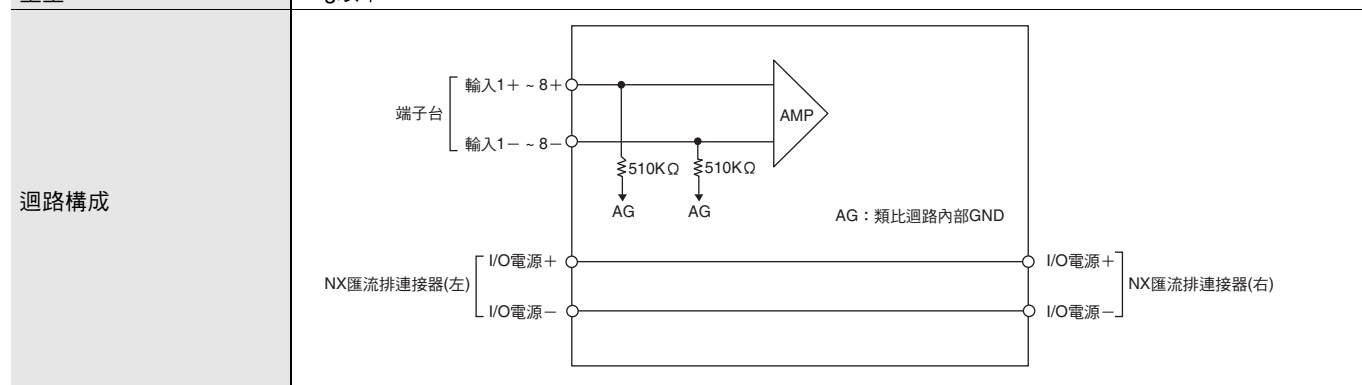 迴路構成
端子台
輸入1＋ ~ 8＋
輸入1－ ~ 8－
AMP
510KΩ
510KΩ
AG
AG
AG：類比迴路內部GND
NX匯流排連接器(左)
I/O電源＋
I/O電源－
I/O電源＋
I/O電源－
NX匯流排連接器(右)